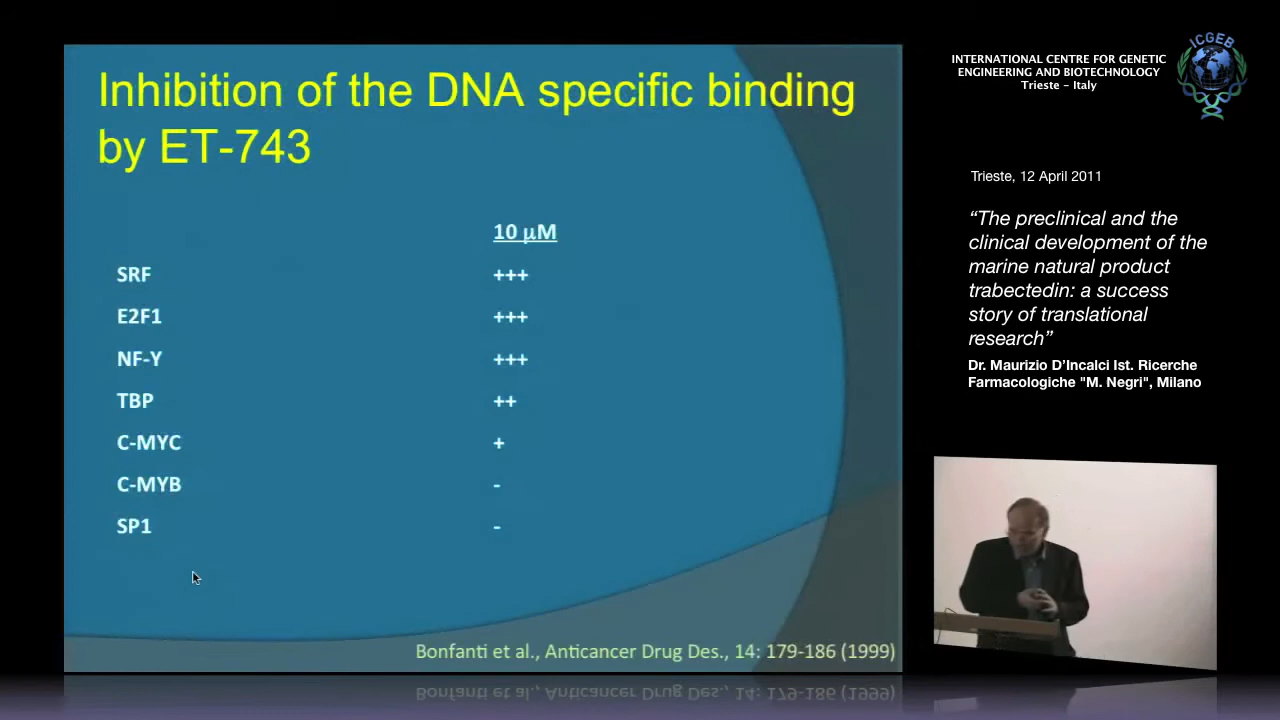 Inhibition of the DNA specific binding
by ET-743
10 µM
SRF +++
E2F1 +++
NF-Y +++
TBP ++
C-MYC +
C-MYB -
SP1 -
Bonfanti et al., Anticancer Drug Des., 14: 179-186 (1999)
INTERNATIONAL CENTRE FOR GENETIC
ENGINEERING AND BIOTECHNOLOGY
Trieste - Italy
ICGEB
Trieste, 12 April 2011
“The preclinical and the
clinical development of the
marine natural product
trabectedin: a success
story of translational
research”
Dr. Maurizio D’Incalci Ist. Ricerche
Farmacologiche "M. Negri", Milano